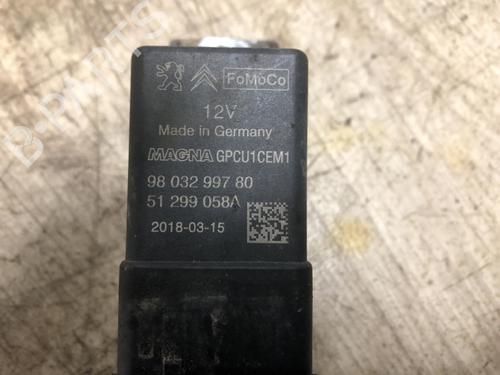 FoMoCo
12V
Made in Germany
MAGNA GPCU1CEM1
98 032 997 80
51 299 058A
2018-03-15